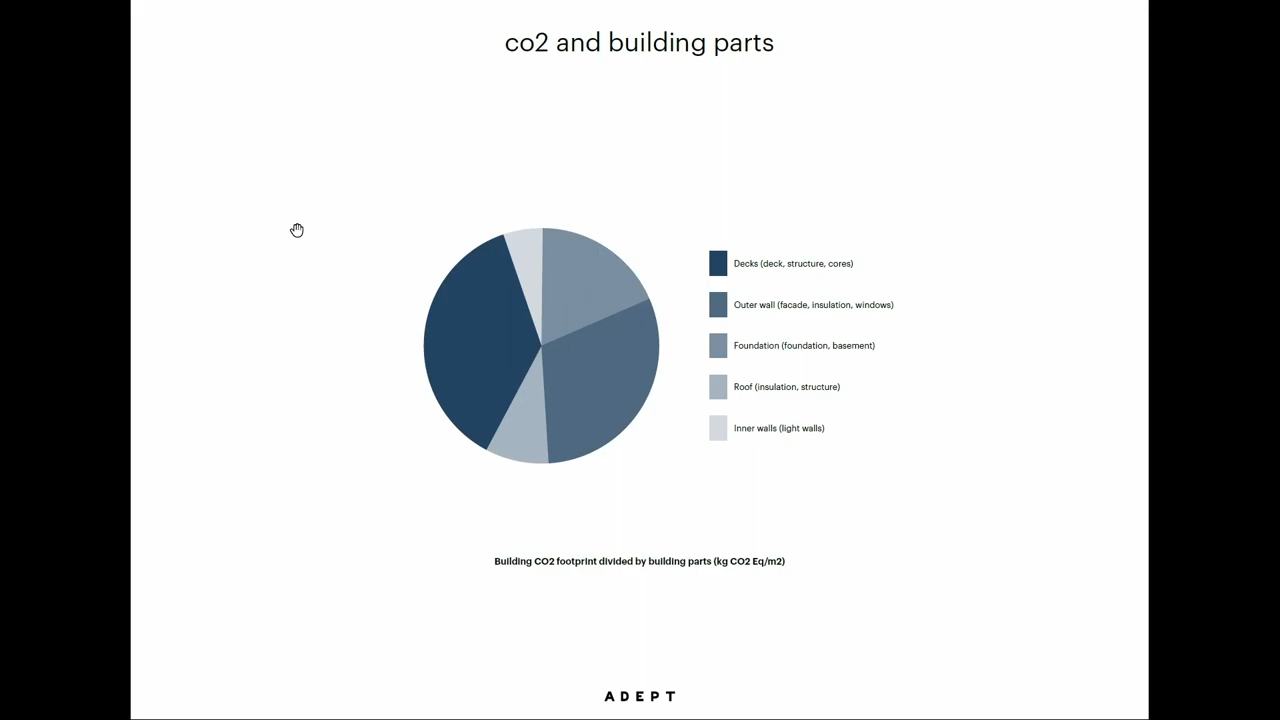 co2 and building parts
Decks (deck, structure, cores)
Outer wall (facade, insulation, windows)
Foundation (foundation, basement)
Roof (insulation, structure)
Inner walls (light walls)
Building CO2 footprint divided by building parts (kg CO2 Eq/m2)
ADEPT